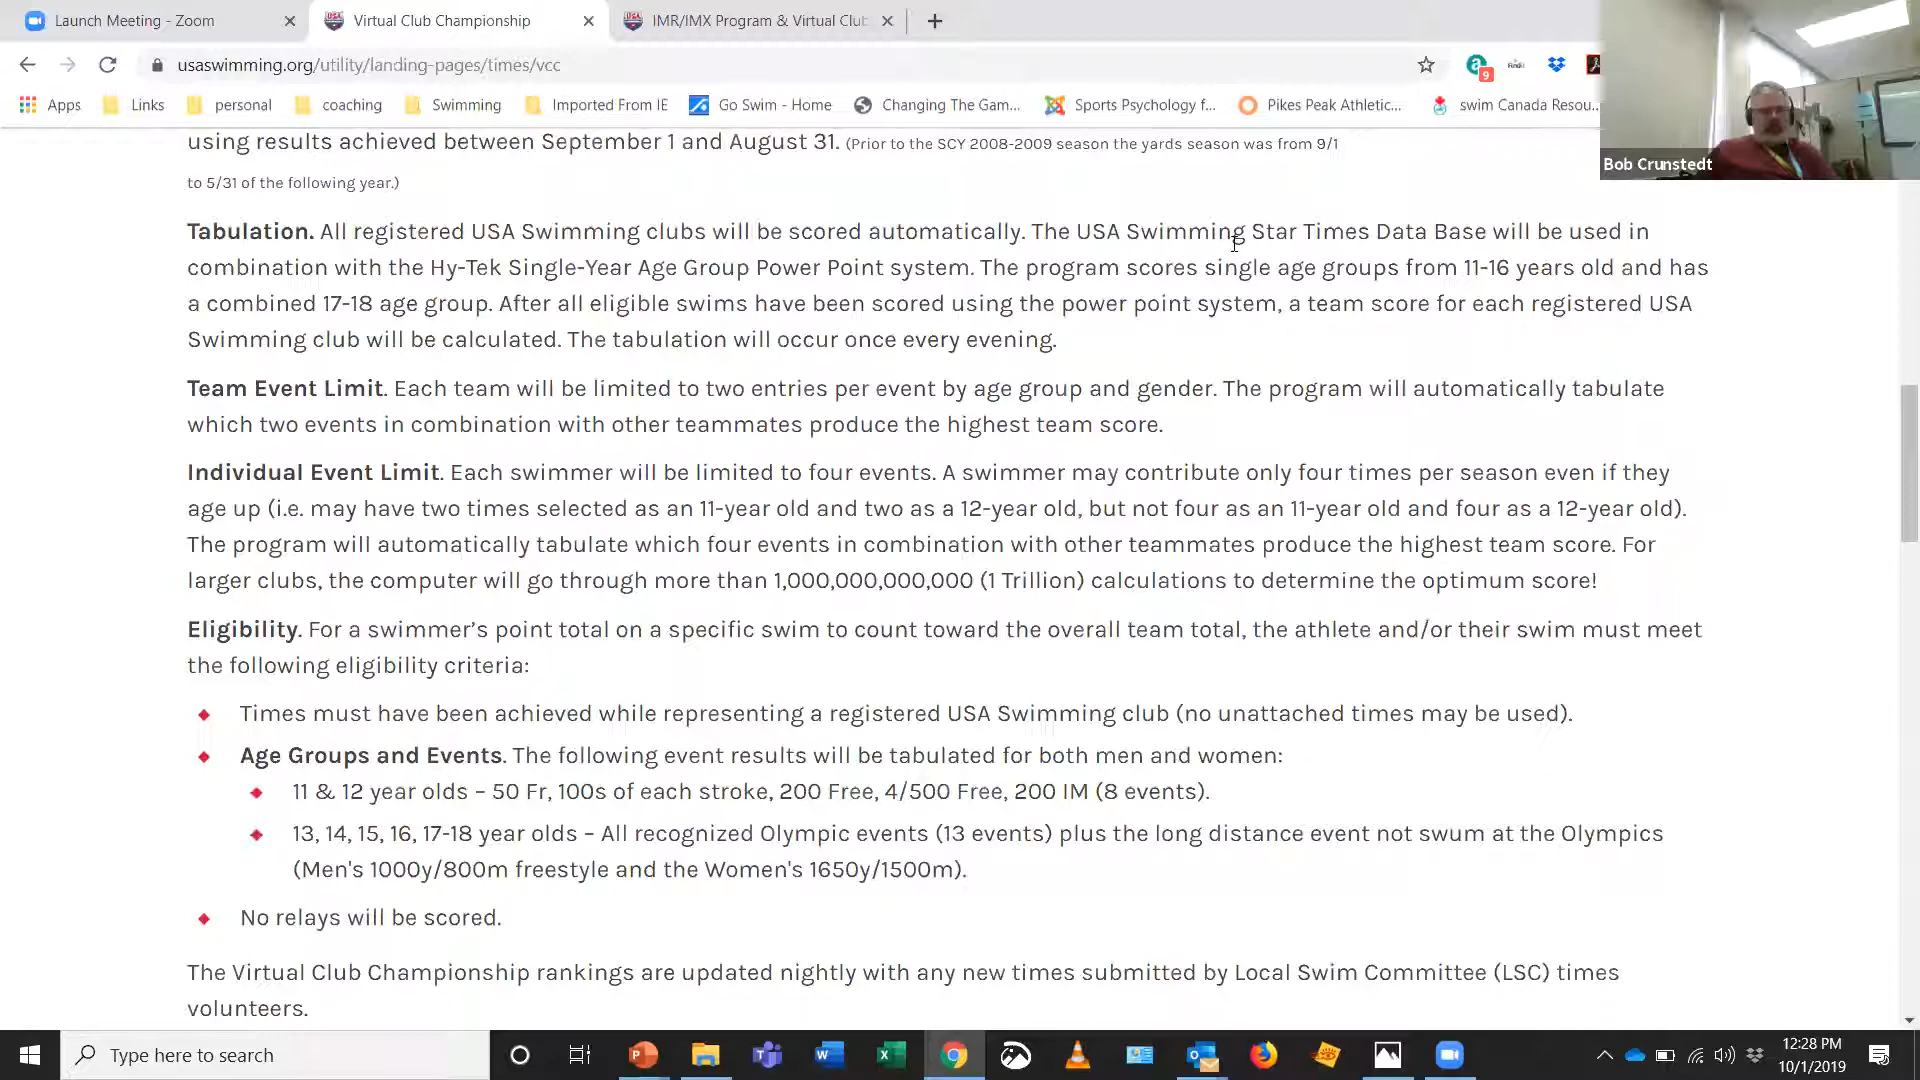 Launch Meeting - Zoom
Virtual Club Championship
IMR/IMX Program & Virtual Club
usaswimming.org/utility/landing-pages/times/vcc
9
Apps
Links
personal
coaching
Swimming
Imported From IE
Go Swim - Home
Changing The Gam...
Sports Psychology f...
Pikes Peak Athletic...
swim Canada Resou...
Bob Crunstedt
using results achieved between September 1 and August 31. (Prior to the SCY 2008-2009 season the yards season was from 9/1
to 5/31 of the following year.)
Tabulation. All registered USA Swimming clubs will be scored automatically. The USA Swimming Star Times Data Base will be used in
combination with the Hy-Tek Single-Year Age Group Power Point system. The program scores single age groups from 11-16 years old and has
a combined 17-18 age group. After all eligible swims have been scored using the power point system, a team score for each registered USA
Swimming club will be calculated. The tabulation will occur once every evening.
Team Event Limit. Each team will be limited to two entries per event by age group and gender. The program will automatically tabulate
which two events in combination with other teammates produce the highest team score.
Individual Event Limit. Each swimmer will be limited to four events. A swimmer may contribute only four times per season even if they
age up (i.e. may have two times selected as an 11-year old and two as a 12-year old, but not four as an 11-year old and four as a 12-year old).
The program will automatically tabulate which four events in combination with other teammates produce the highest team score. For
larger clubs, the computer will go through more than 1,000,000,000,000 (1 Trillion) calculations to determine the optimum score!
Eligibility. For a swimmer's point total on a specific swim to count toward the overall team total, the athlete and/or their swim must meet
the following eligibility criteria:
Times must have been achieved while representing a registered USA Swimming club (no unattached times may be used).
Age Groups and Events. The following event results will be tabulated for both men and women:
11 & 12 year olds – 50 Fr, 100s of each stroke, 200 Free, 4/500 Free, 200 IM (8 events).
13, 14, 15, 16, 17-18 year olds – All recognized Olympic events (13 events) plus the long distance event not swum at the Olympics
(Men's 1000y/800m freestyle and the Women's 1650y/1500m).
No relays will be scored.
The Virtual Club Championship rankings are updated nightly with any new times submitted by Local Swim Committee (LSC) times
volunteers.
Type here to search
12:28 PM
10/1/2019